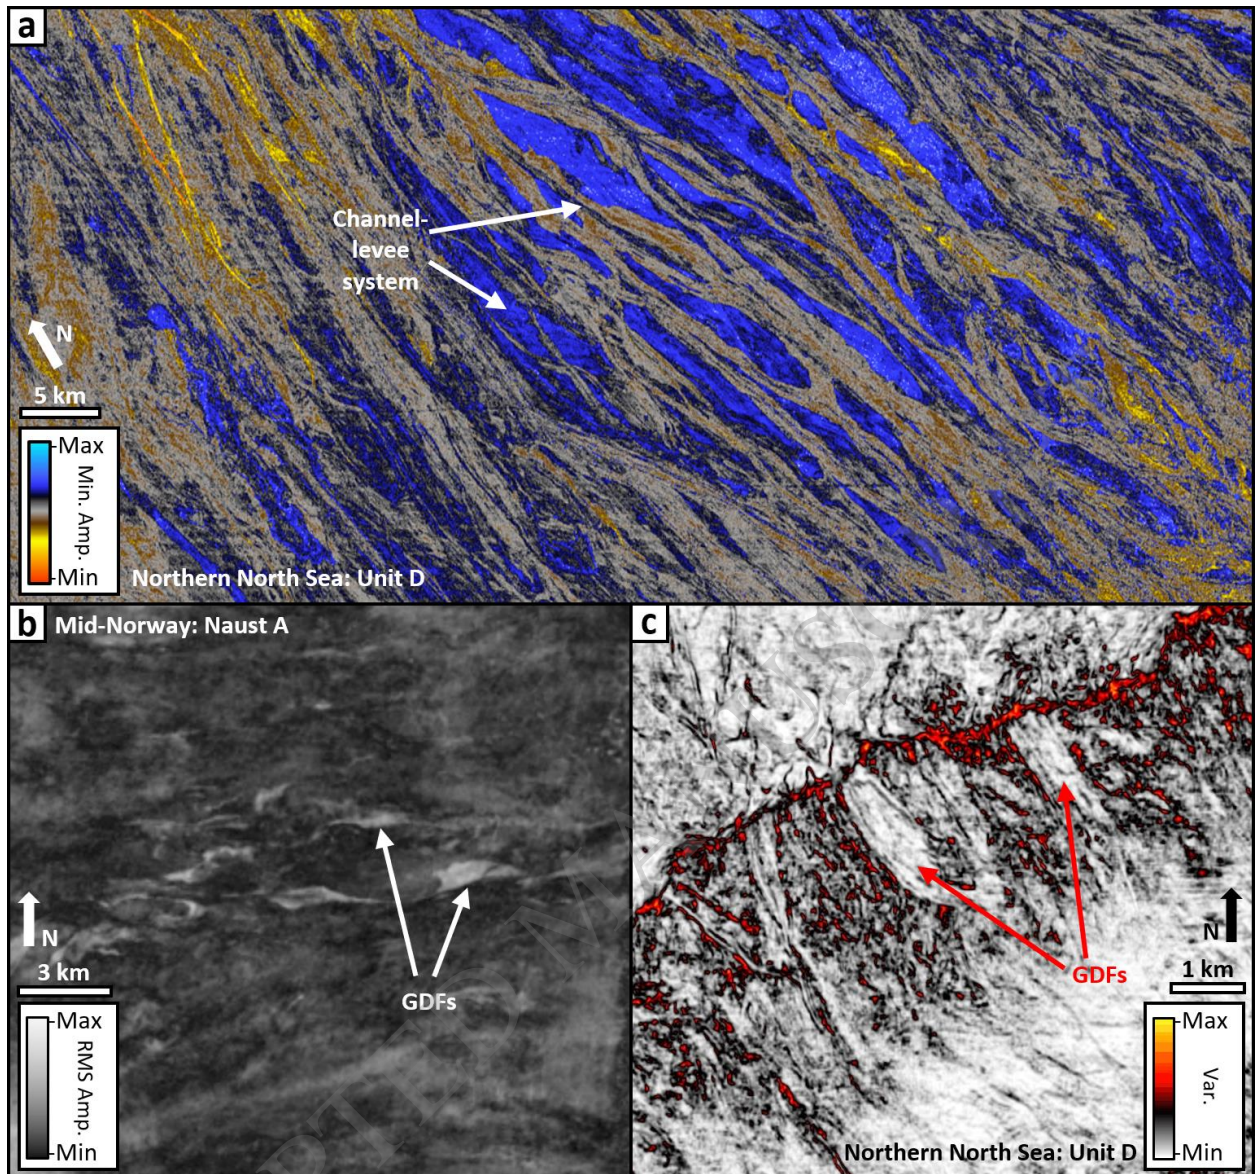 a
Channel-
levee
system
N
5 km
Max
Min. Amp.
Min
Northern North Sea: Unit D
b
Mid-Norway: Naust A
GDFs
N
3 km
Max
RMS Amp.
Min
c
GDFs
N
1 km
Max
Var.
Min
Northern North Sea: Unit D